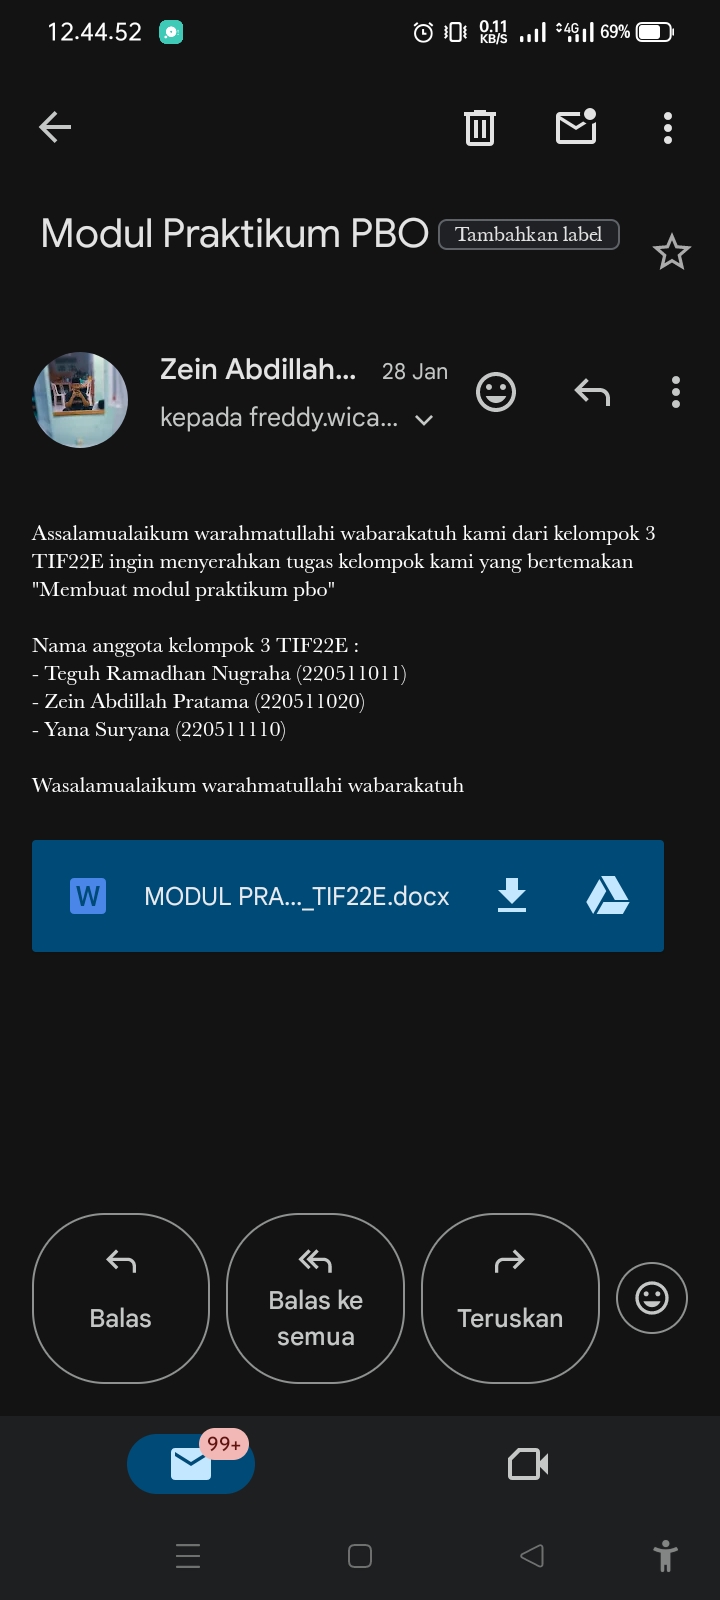 12.44.52
0.11
KB/S
4G
69%
Modul Praktikum PBO
Tambahkan label
Zein Abdillah...
28 Jan
kepada freddy.wica...
Assalamualaikum warahmatullahi wabarakatuh kami dari kelompok 3
TIF22E ingin menyerahkan tugas kelompok kami yang bertemakan
"Membuat modul praktikum pbo"
Nama anggota kelompok 3 TIF22E :
- Teguh Ramadhan Nugraha (220511011)
- Zein Abdillah Pratama (220511020)
- Yana Suryana (220511110)
Wasalamualaikum warahmatullahi wabarakatuh
W
MODUL PRA..._TIF22E.docx
Balas
Balas ke
semua
Teruskan
99+